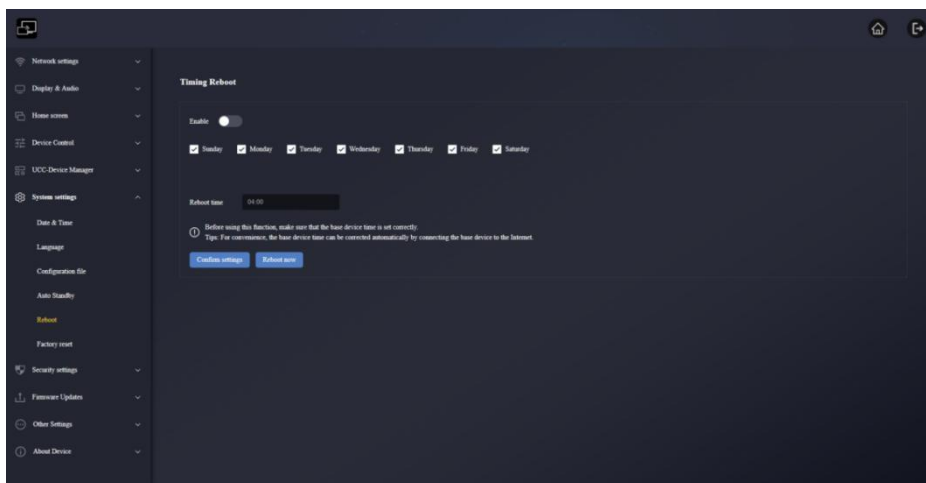 Network settings
Display & Audio
Home screen
Device Control
UCC-Device Manager
System settings
Date & Time
Language
Configuration file
Auto Standby
Reboot
Factory reset
Security settings
Firmware Updates
Other Settings
About Device
Timing Reboot
Enable
Sunday Monday Tuesday Wednesday Thursday Friday Saturday
Reboot time 04:00
Before using this function, make sure that the base device time is set correctly.
Tips: For convenience, the base device time can be corrected automatically by connecting the base device to the Internet.
Confirm settings Reboot now